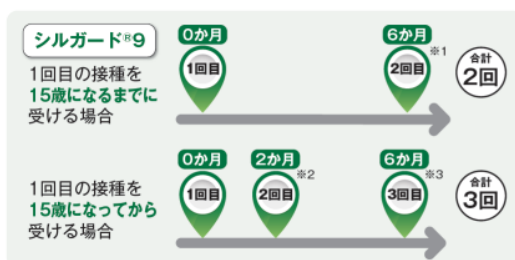 シルガード®9
0か月
6か月
1回目の接種を
15歳になるまでに
受ける場合
1回目
2回目
※1
合計
2回
0か月
2か月
6か月
1回目の接種を
15歳になってから
受ける場合
1回目
2回目
※2
3回目
※3
合計
3回